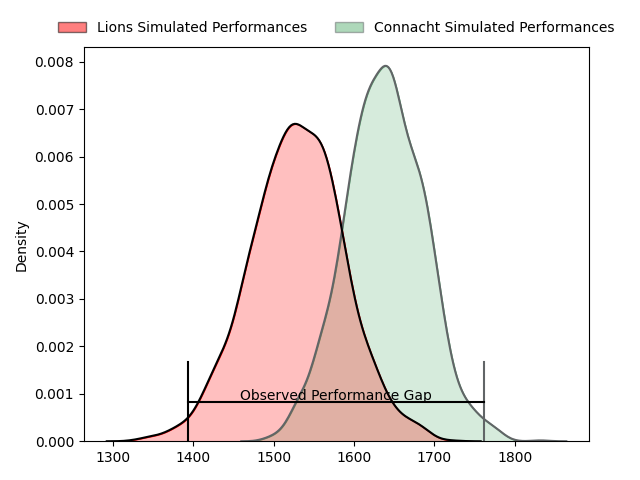 Lions Simulated Performances
Connacht Simulated Performances
0.008
0.007
0.006
0.005
0.004
0.003
0.002
0.001
0.000
Density
Observed Performance Gap
1300 1400 1500 1600 1700 1800